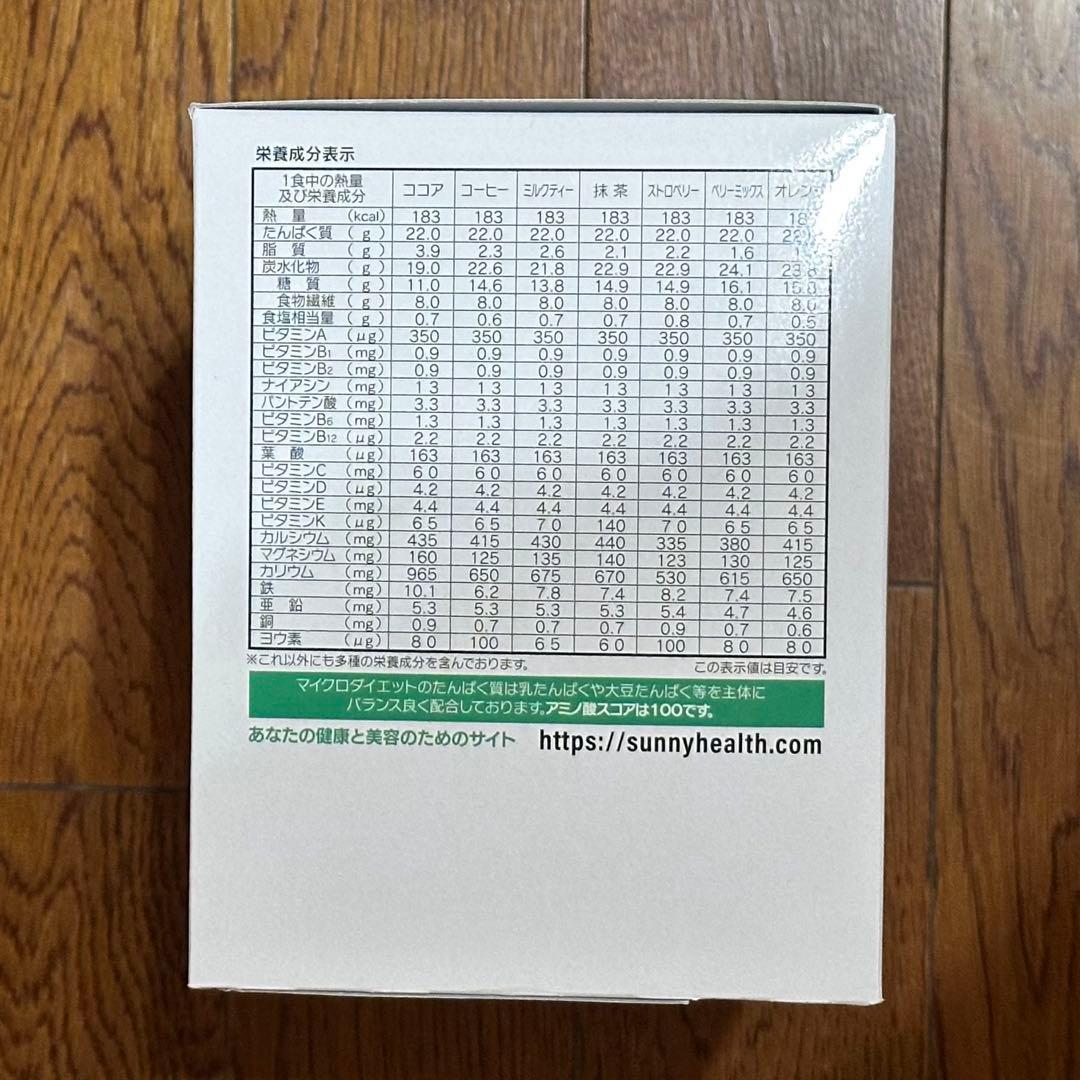 栄養成分表示
1食中の熱量及び栄養成分 ココア コーヒー ミルクティー 抹茶 ストロベリー ベリーミックス オレンジ
熱量 (kcal) 183 183 183 183 183 183
たんぱく質 (g) 22.0 22.0 22.0 22.0 22.0 22.0
脂質 (g) 3.9 2.3 2.6 2.1 2.2 1.6
炭水化物 (g) 19.0 22.6 21.8 22.9 22.9 24.1 23.8
糖質 (g) 11.0 14.6 13.8 14.9 14.9 16.1 15.8
食物繊維 (g) 8.0 8.0 8.0 8.0 8.0 8.0 8.0
食塩相当量 (g) 0.7 0.6 0.7 0.7 0.8 0.7 0.5
ビタミンA (μg) 350 350 350 350 350 350 350
ビタミンB1 (mg) 0.9 0.9 0.9 0.9 0.9 0.9 0.9
ビタミンB2 (mg) 0.9 0.9 0.9 0.9 0.9 0.9 0.9
ナイアシン (mg) 13 13 13 13 13 13 13
パントテン酸 (mg) 3.3 3.3 3.3 3.3 3.3 3.3 3.3
ビタミンB6 (mg) 1.3 1.3 1.3 1.3 1.3 1.3 1.3
ビタミンB12 (μg) 2.2 2.2 2.2 2.2 2.2 2.2 2.2
葉酸 (μg) 163 163 163 163 163 163 163
ビタミンC (mg) 60 60 60 60 60 60 60
ビタミンD (μg) 4.2 4.2 4.2 4.2 4.2 4.2 4.2
ビタミンE (mg) 4.4 4.4 4.4 4.4 4.4 4.4 4.4
ビタミンK (μg) 65 65 70 140 70 65 65
カルシウム (mg) 435 415 430 440 335 380 415
マグネシウム (mg) 160 125 135 140 123 130 125
カリウム (mg) 965 650 675 670 530 615 650
鉄 (mg) 10.1 6.2 7.8 7.4 8.2 7.4 7.5
亜鉛 (mg) 5.3 5.3 5.3 5.3 5.4 4.7 4.6
銅 (mg) 0.9 0.7 0.7 0.7 0.9 0.7 0.6
ヨウ素 (μg) 80 100 65 60 100 80 80
※これ以外にも多種の栄養成分を含んでおります。 この表示値は目安です。
マイクロダイエットのたんぱく質は乳たんぱくや大豆たんぱく等を主体に
バランス良く配合しております。アミノ酸スコアは100です。
あなたの健康と美容のためのサイト https://sunnyhealth.com